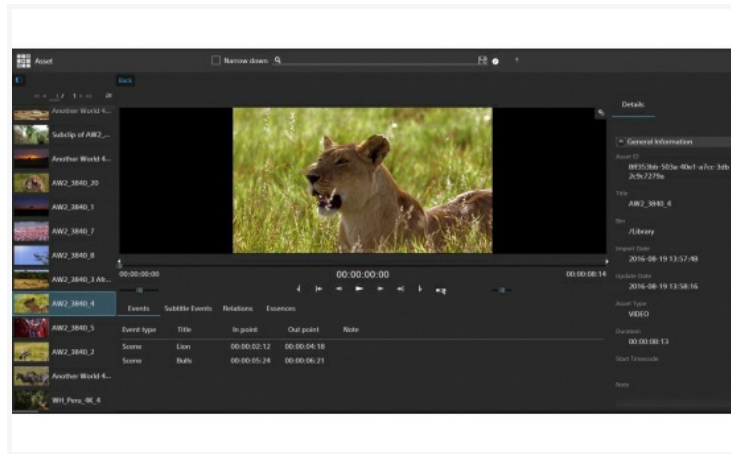 Asset
Narrow down
Back
Another World 4...
Subclip of AW2_...
Another World 4...
AW2_3840_20
AW2_3840_1
AW2_3840_7
AW2_3840_8
AW2_3840_3 Afr...
AW2_3840_4
AW2_3840_5
AW2_3840_2
Another World 4...
WH_Peru_4K_4
00:00:00:00
00:00:00:00
00:00:08:14
Events Subtitle Events Relations Essences
Event type Title In point Out point Note
Scene Lion 00:00:02:12 00:00:04:18
Scene Bulls 00:00:05:24 00:00:06:21
Details
General Information
Asset ID
Title
AW2_3840_4
Bin
/Library
Import Date
2016-08-19 13:57:48
Update Date
2016-08-19 13:58:16
Asset Type
VIDEO
Duration
00:00:08:13
Start Timecode
Note